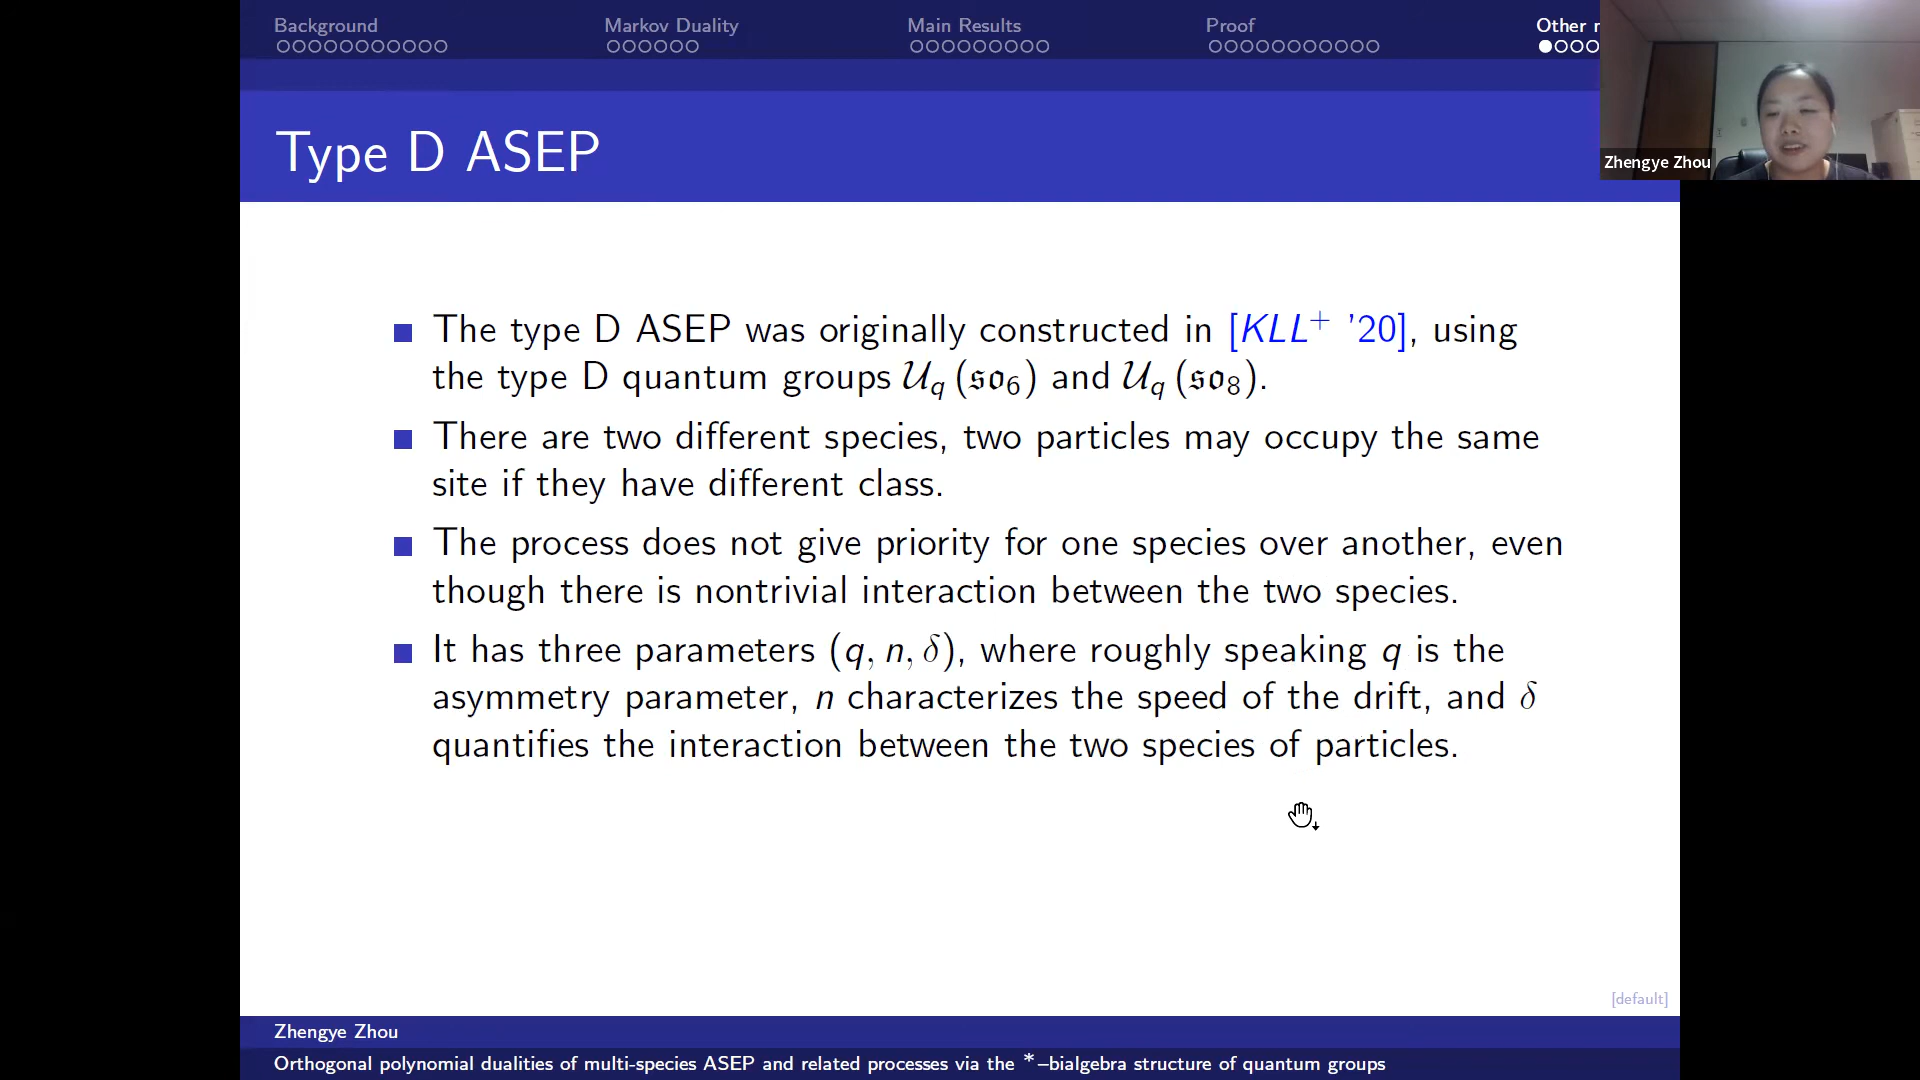 Background
Markov Duality
Main Results
Proof
Other
Type D ASEP
Zhengye Zhou
The type D ASEP was originally constructed in [KLL⁺ '20], using
the type D quantum groups 𝒰_q (𝔰𝔬₆) and 𝒰_q (𝔰𝔬₈).
There are two different species, two particles may occupy the same
site if they have different class.
The process does not give priority for one species over another, even
though there is nontrivial interaction between the two species.
It has three parameters (q, n, δ), where roughly speaking q is the
asymmetry parameter, n characterizes the speed of the drift, and δ
quantifies the interaction between the two species of particles.
[default]
Zhengye Zhou
Orthogonal polynomial dualities of multi-species ASEP and related processes via the *–bialgebra structure of quantum groups